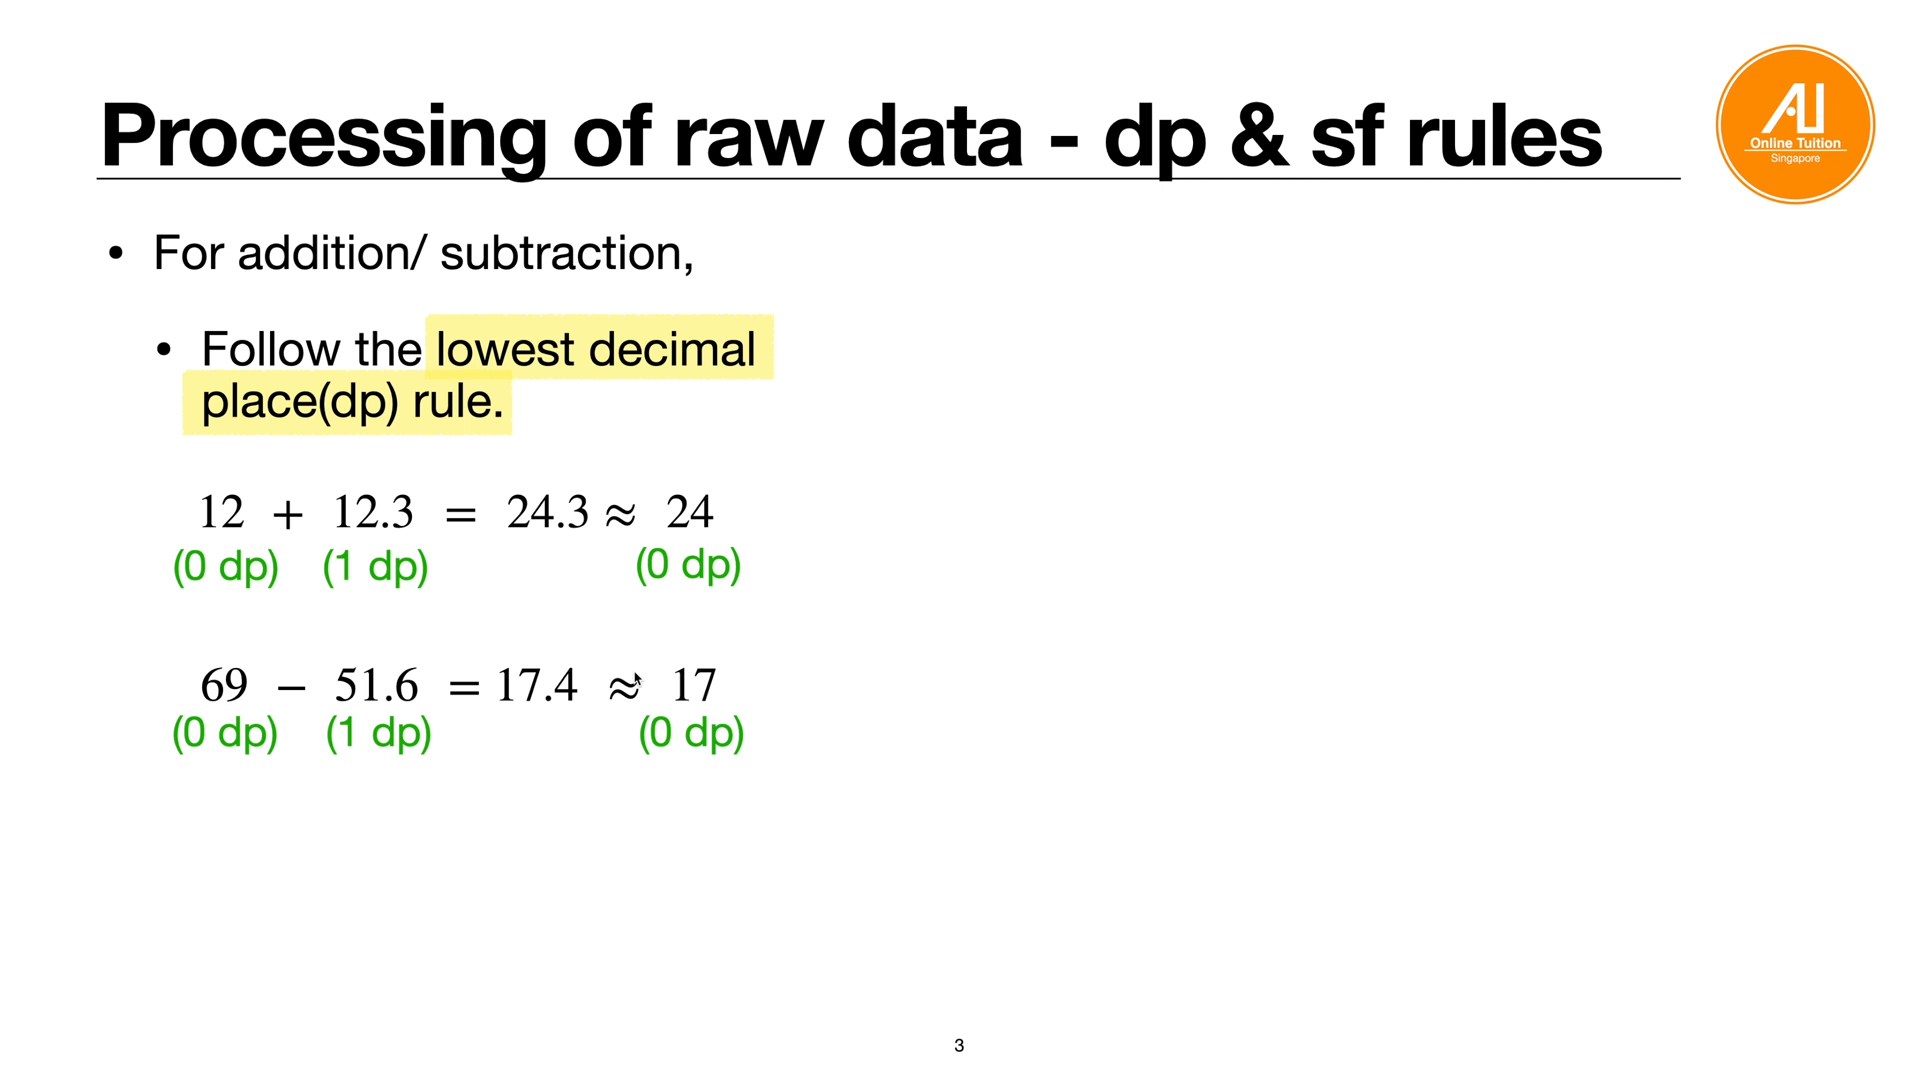 Processing of raw data - dp & sf rules
AU
Online Tuition
Singapore
• For addition/ subtraction,
• Follow the lowest decimal
place(dp) rule.
12 + 12.3 = 24.3 ≈ 24
(0 dp) (1 dp) (0 dp)
69 − 51.6 = 17.4 ≈ 17
(0 dp) (1 dp) (0 dp)
3